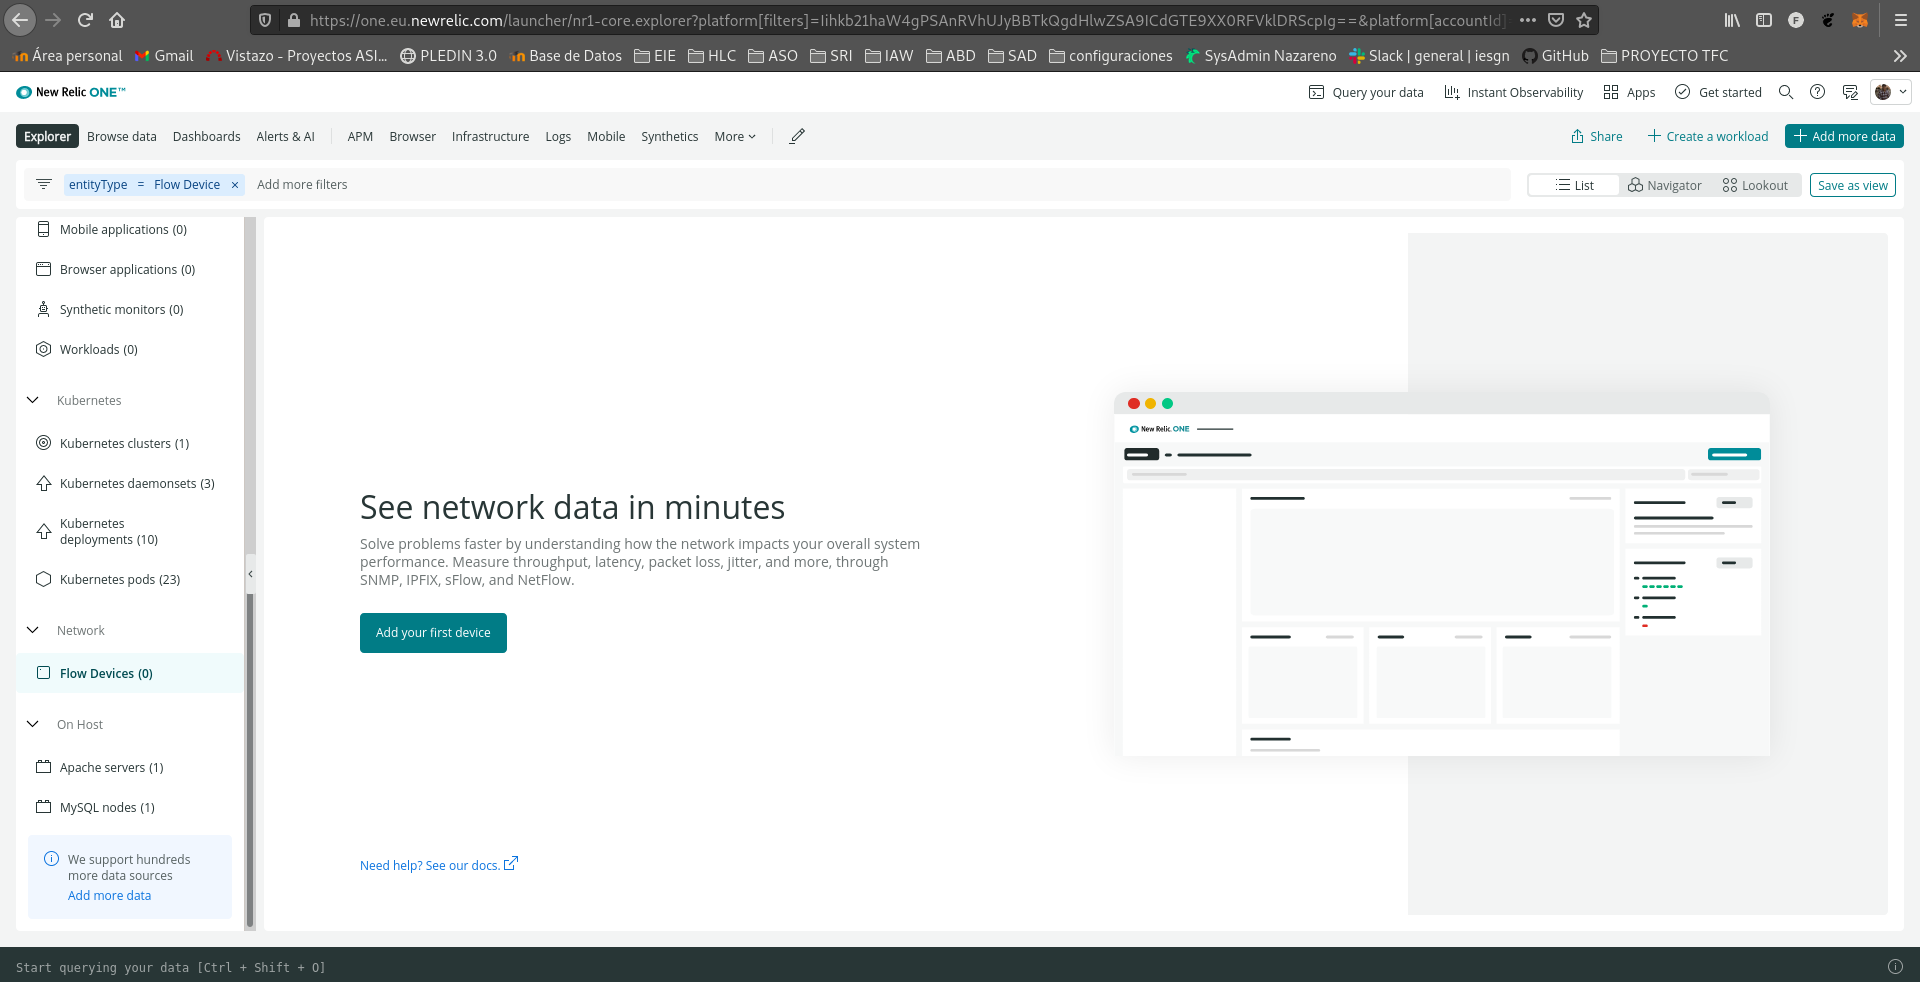 https://one.eu.newrelic.com/launcher/nr1-core.explorer?platform[filters]=Iihkb21haW4gPSAnRVhUJyBBTkQgdHlwZSA9ICdGTE9XX0RFVklDRScpIg==&platform[accountId]
Área personal Gmail Vistazo - Proyectos ASI... PLEDIN 3.0 Base de Datos EIE HLC ASO SRI IAW ABD SAD configuraciones SysAdmin Nazareno Slack | general | iesgn GitHub PROYECTO TFC
New Relic ONE™ Query your data Instant Observability Apps Get started
Explorer Browse data Dashboards Alerts & AI APM Browser Infrastructure Logs Mobile Synthetics More Share Create a workload Add more data
entityType = Flow Device × Add more filters List Navigator Lookout Save as view
Mobile applications (0)
Browser applications (0)
Synthetic monitors (0)
Workloads (0)
Kubernetes
Kubernetes clusters (1)
Kubernetes daemonsets (3)
Kubernetes
deployments (10)
Kubernetes pods (23)
Network
Flow Devices (0)
On Host
Apache servers (1)
MySQL nodes (1)
We support hundreds
more data sources
Add more data
See network data in minutes
Solve problems faster by understanding how the network impacts your overall system
performance. Measure throughput, latency, packet loss, jitter, and more, through
SNMP, IPFIX, sFlow, and NetFlow.
Add your first device
Need help? See our docs.
New Relic ONE
Start querying your data [Ctrl + Shift + O]